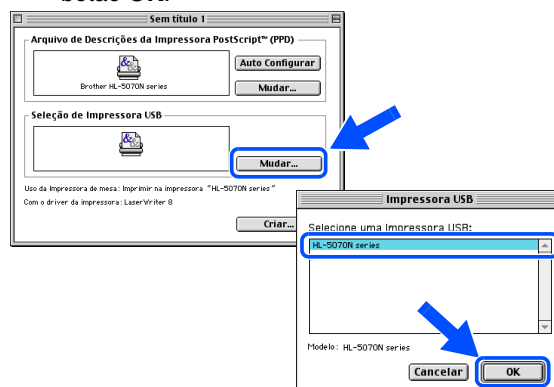 botão OK.
Sem título 1
Arquivo de Descrições da Impressora PostScript™ (PPD)
Auto Configurar
Brother HL-5070N series
Mudar...
Seleção de Impressora USB
Mudar...
Uso da Impressora de mesa: Imprimir na impressora "HL-5070N series"
Com o driver da impressora: LaserWriter 8
Criar...
Impressora USB
Selecione uma Impressora USB:
HL-5070N series
Modelo: HL-5070N series
Cancelar
OK